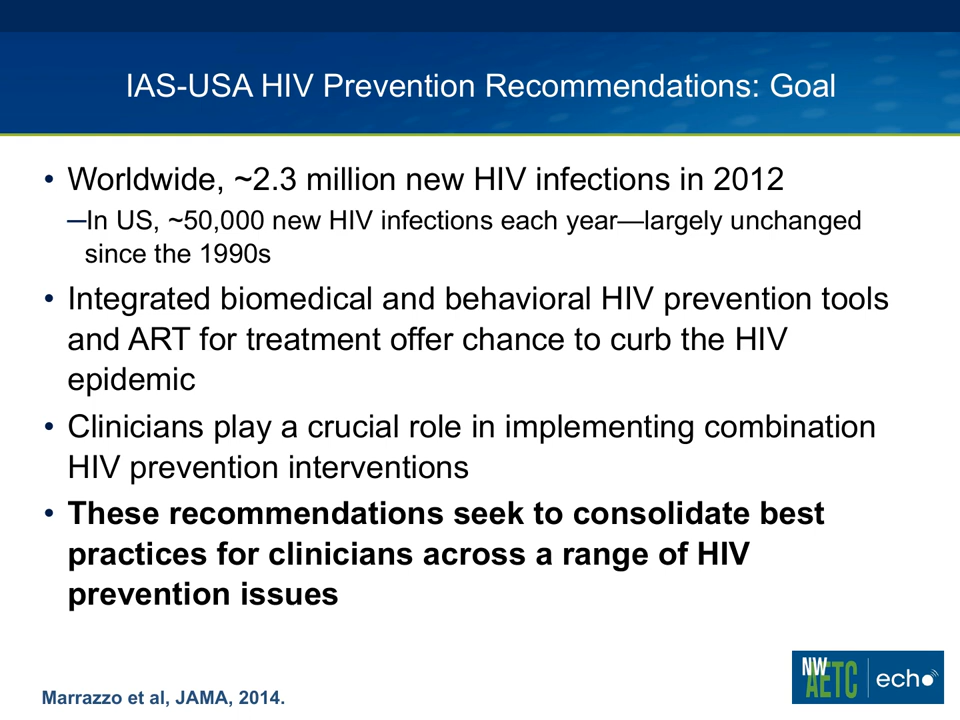 IAS-USA HIV Prevention Recommendations: Goal
• Worldwide, ~2.3 million new HIV infections in 2012
–In US, ~50,000 new HIV infections each year—largely unchanged
since the 1990s
• Integrated biomedical and behavioral HIV prevention tools
and ART for treatment offer chance to curb the HIV
epidemic
• Clinicians play a crucial role in implementing combination
HIV prevention interventions
• These recommendations seek to consolidate best
practices for clinicians across a range of HIV
prevention issues
NW
AETC
echo
Marrazzo et al, JAMA, 2014.